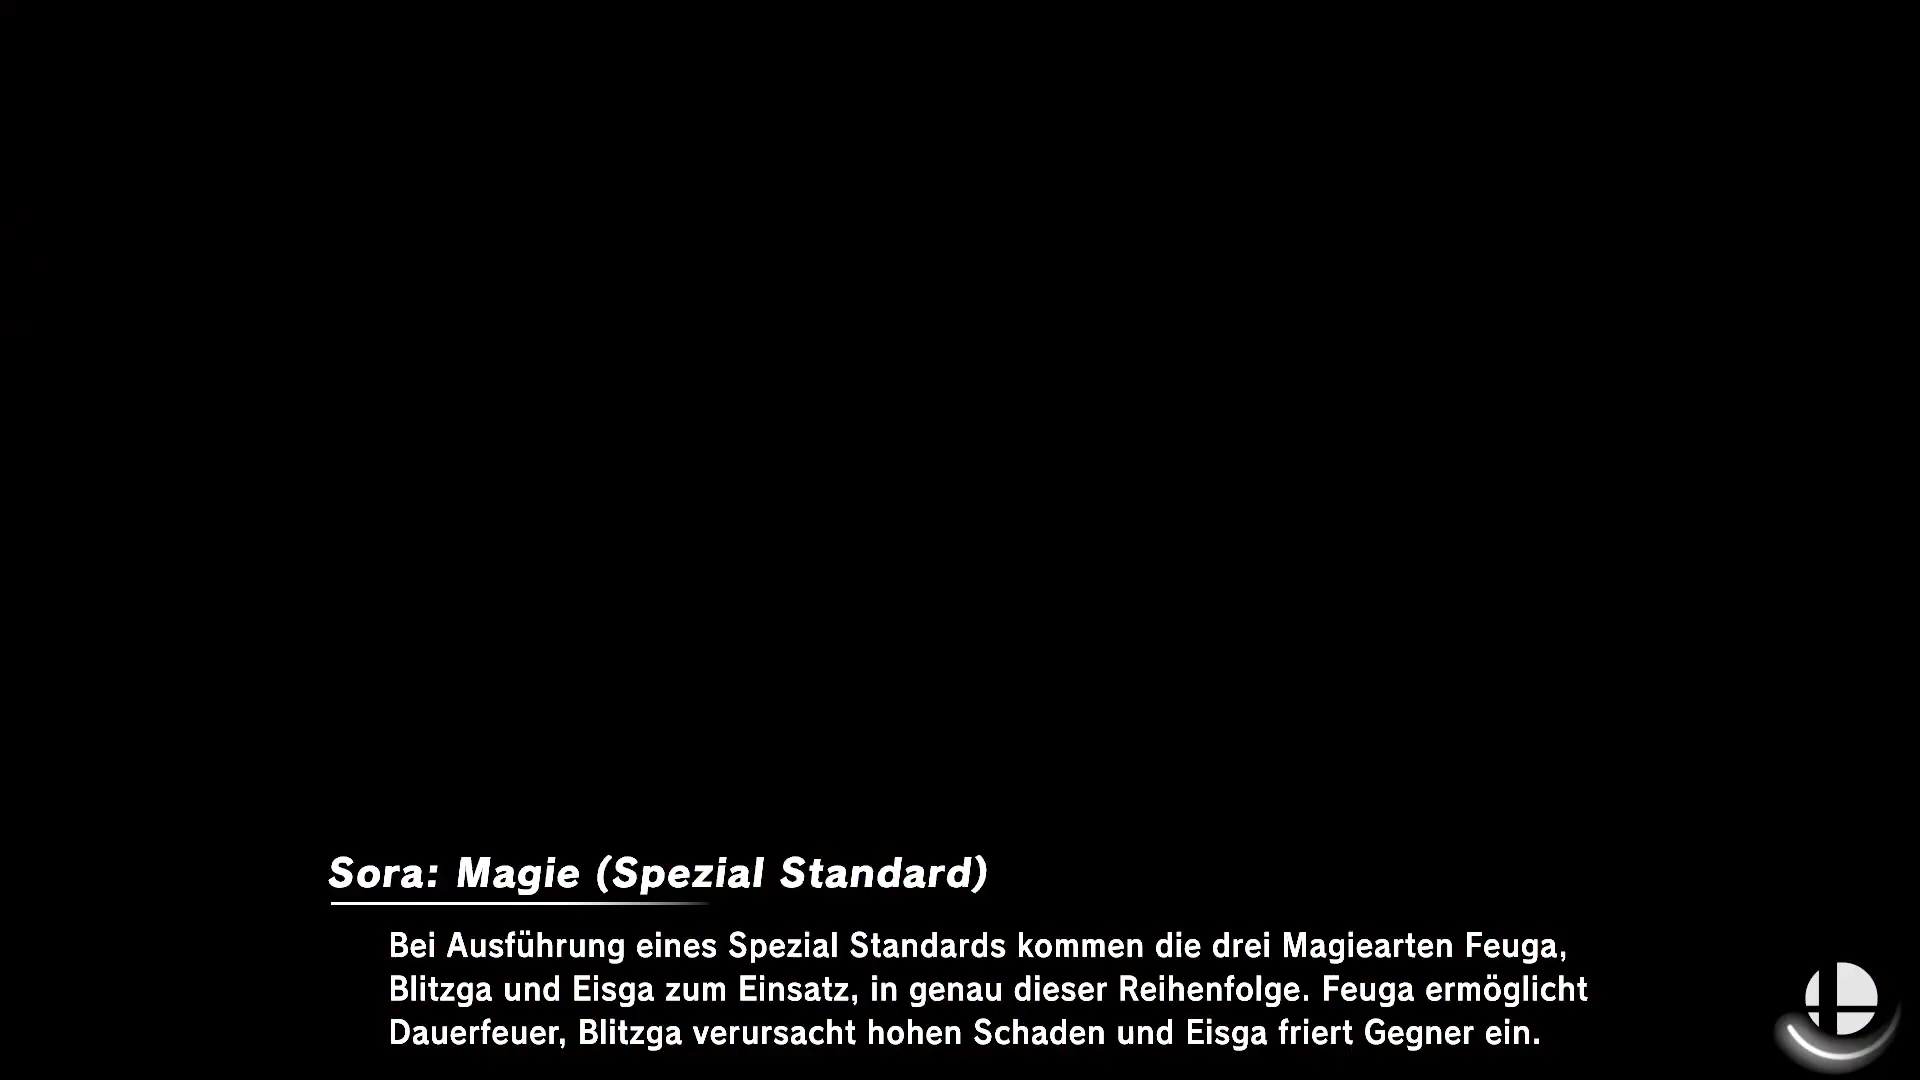 Sora: Magie (Spezial Standard)
Bei Ausführung eines Spezial Standards kommen die drei Magiearten Feuga,
Blitzga und Eisga zum Einsatz, in genau dieser Reihenfolge. Feuga ermöglicht
Dauerfeuer, Blitzga verursacht hohen Schaden und Eisga friert Gegner ein.